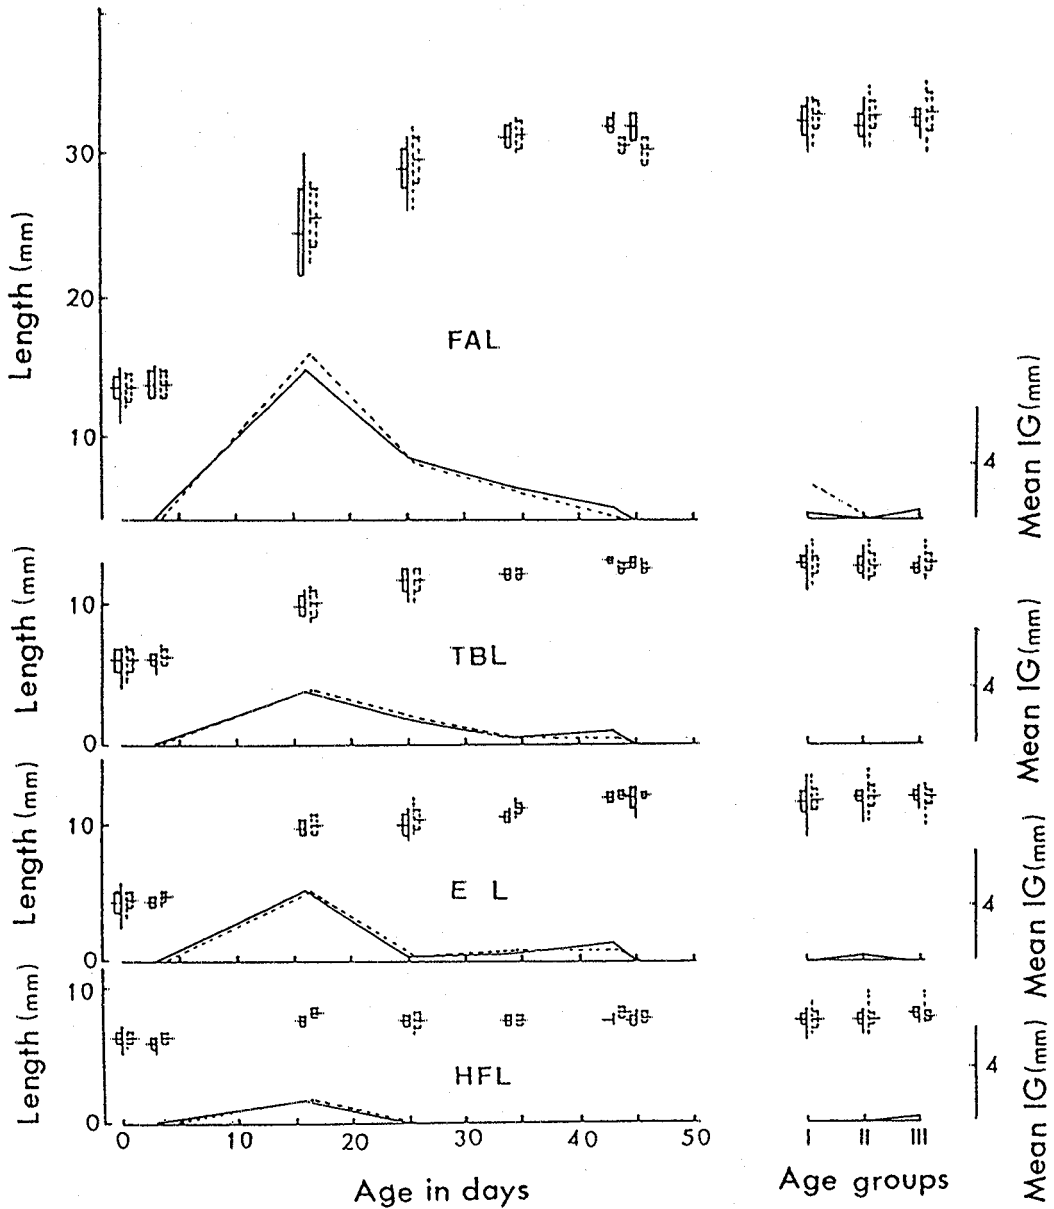 Length (mm)
30
20
10
FAL
4
Mean IG (mm)
Length (mm)
10
0
TBL
4
Mean IG (mm)
Length (mm)
10
0
E L
4
Mean IG (mm)
Length (mm)
10
0
HFL
4
Mean IG (mm)
0 10 20 30 40 50
I II III
Age in days
Age groups